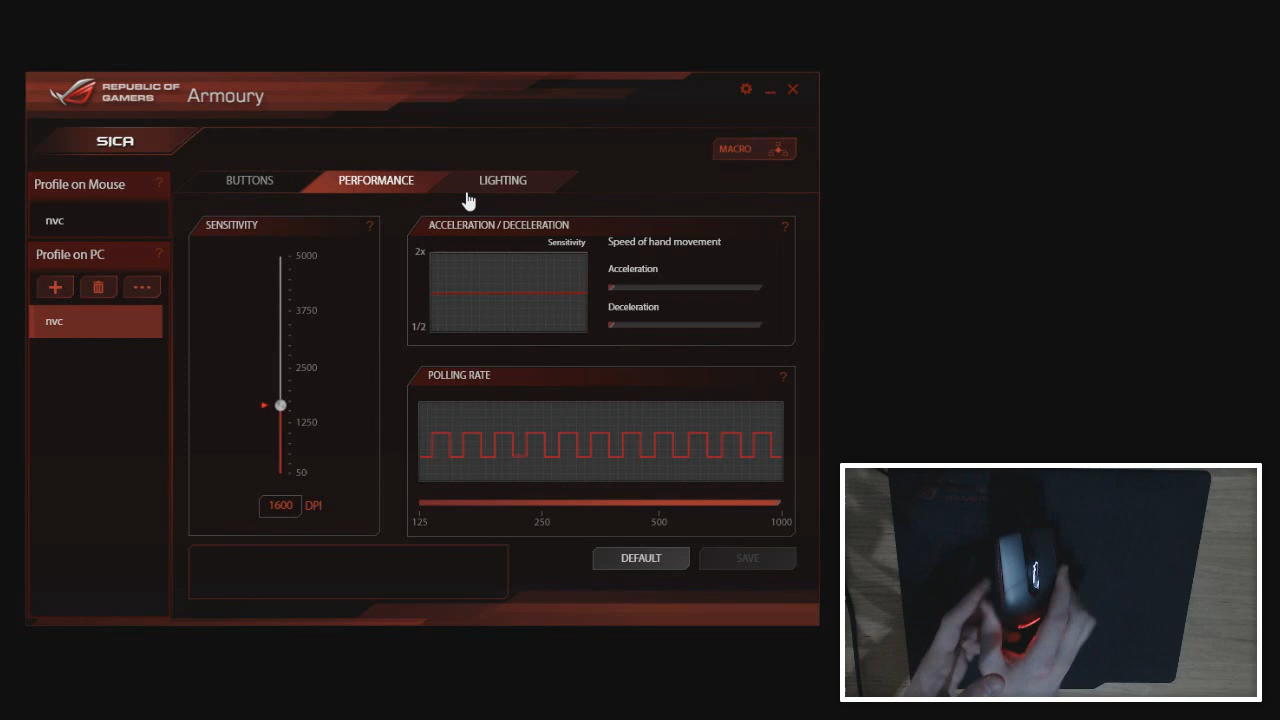 REPUBLIC OF
GAMERS
Armoury
SICA
MACRO
Profile on Mouse
?
nvc
Profile on PC
?
nvc
BUTTONS
PERFORMANCE
LIGHTING
SENSITIVITY
?
5000
3750
2500
1250
50
1600 DPI
ACCELERATION / DECELERATION
?
Sensitivity
2x
1/2
Speed of hand movement
Acceleration
Deceleration
POLLING RATE
?
125 250 500 1000
DEFAULT
SAVE